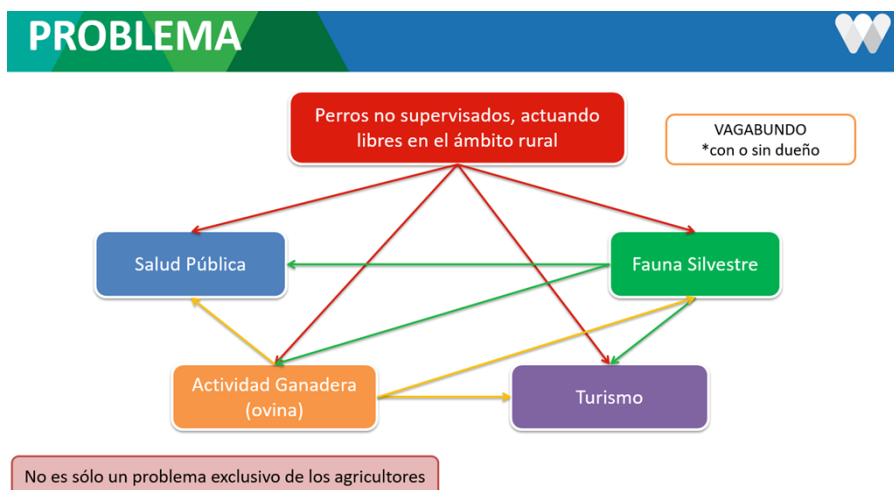 PROBLEMA
Perros no supervisados, actuando
libres en el ámbito rural
VAGABUNDO
*con o sin dueño
Salud Pública
Fauna Silvestre
Actividad Ganadera
(ovina)
Turismo
No es sólo un problema exclusivo de los agricultores